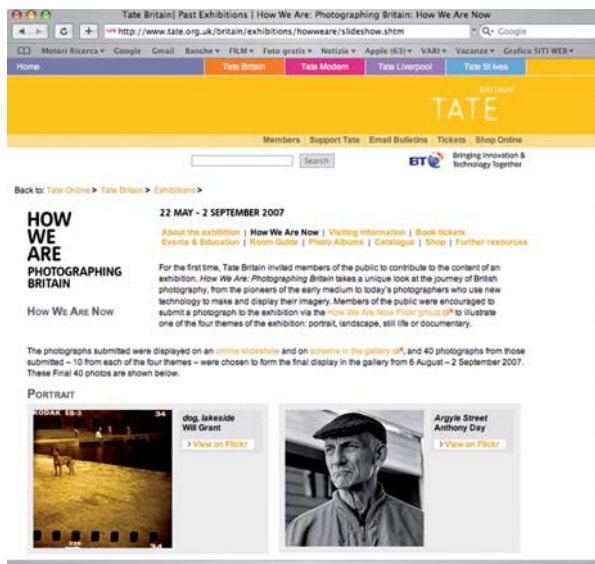 Tate Britain| Past Exhibitions | How We Are: Photographing Britain: How We Are Now
http://www.tate.org.uk/britain/exhibitions/howweare/slideshow.shtm
Google
Motori Ricerca Google Gmail Banche FILM Foto gratis Notizie Apple (63) VARI Vacanze Grafica SITI WEB
Home Tate Britain Tate Modern Tate Liverpool Tate St Ives
BRITAIN
TATE
Members Support Tate Email Bulletins Tickets Shop Online
Search
BT
Bringing Innovation &
Technology Together
Back to: Tate Online > Tate Britain > Exhibitions >
HOW
WE
ARE
PHOTOGRAPHING
BRITAIN
HOW WE ARE NOW
22 MAY - 2 SEPTEMBER 2007
About the exhibition | How We Are Now | Visiting information | Book tickets
Events & Education | Room Guide | Photo Albums | Catalogue | Shop | Further resources
For the first time, Tate Britain invited members of the public to contribute to the content of an
exhibition. How We Are: Photographing Britain takes a unique look at the journey of British
photography, from the pioneers of the early medium to today's photographers who use new
technology to make and display their imagery. Members of the public were encouraged to
submit a photograph to the exhibition via the How We Are Now Flickr group to illustrate
one of the four themes of the exhibition: portrait, landscape, still life or documentary.
The photographs submitted were displayed on an online slideshow and on screens in the gallery, and 40 photographs from those
submitted – 10 from each of the four themes – were chosen to form the final display in the gallery from 6 August – 2 September 2007.
These Final 40 photos are shown below.
PORTRAIT
KODAK EB-3 34
34
dog, lakeside
Will Grant
> View on Flickr
Argyle Street
Anthony Day
> View on Flickr